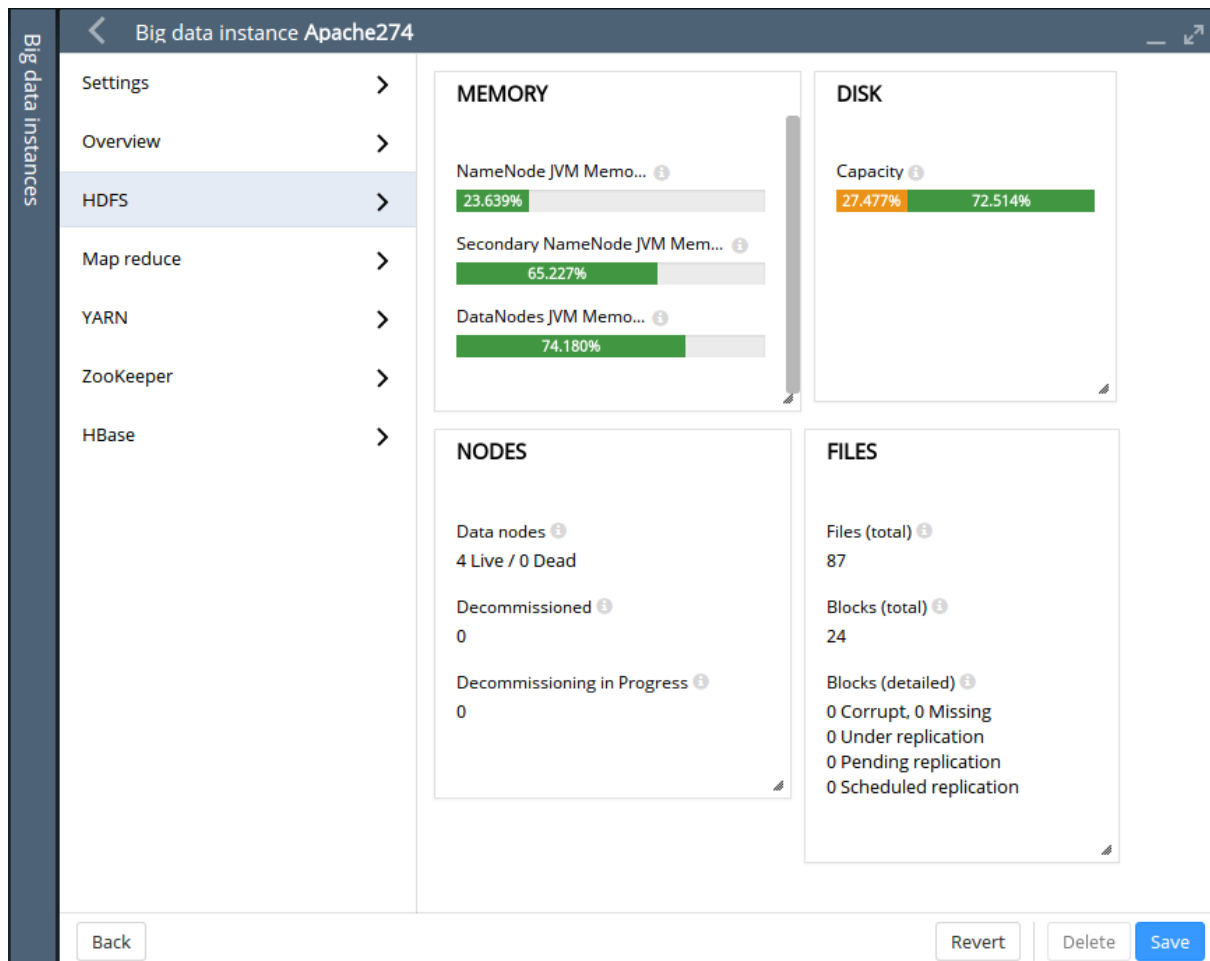 Big data instances
Big data instance Apache274
Settings
Overview
HDFS
Map reduce
YARN
ZooKeeper
HBase
MEMORY
NameNode JVM Memo...
23.639%
Secondary NameNode JVM Mem...
65.227%
DataNodes JVM Memo...
74.180%
DISK
Capacity
27.477% 72.514%
NODES
Data nodes
4 Live / 0 Dead
Decommissioned
0
Decommissioning in Progress
0
FILES
Files (total)
87
Blocks (total)
24
Blocks (detailed)
0 Corrupt, 0 Missing
0 Under replication
0 Pending replication
0 Scheduled replication
Back
Revert
Delete
Save